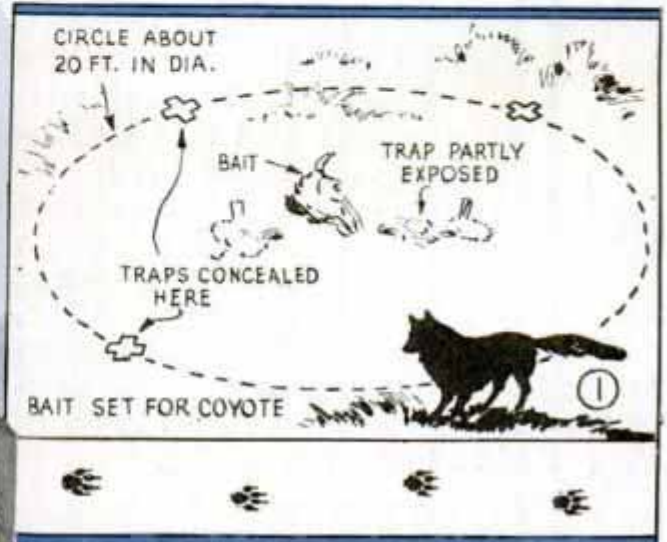 CIRCLE ABOUT
20 FT. IN DIA.
BAIT
TRAP PARTLY
EXPOSED
TRAPS CONCEALED
HERE
BAIT SET FOR COYOTE
1